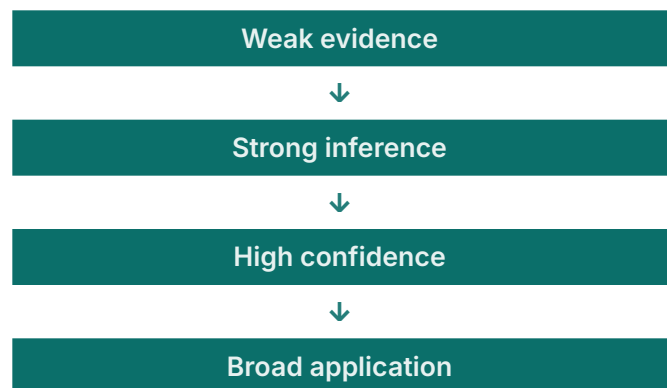 Weak evidence
↓
Strong inference
↓
High confidence
↓
Broad application